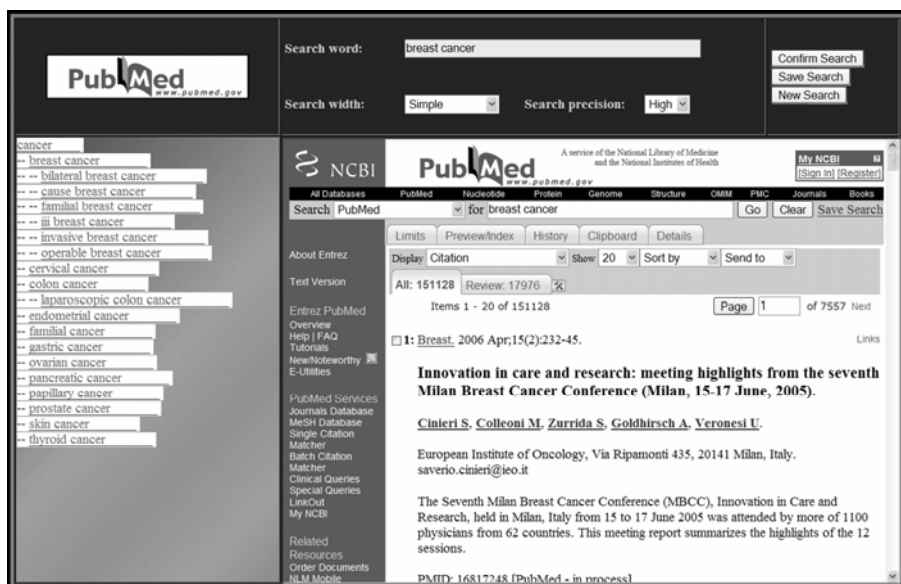 PubMed
www.pubmed.gov
Search word: breast cancer
Search width: Simple Search precision: High
Confirm Search
Save Search
New Search
cancer
-- breast cancer
-- -- bilateral breast cancer
-- -- cause breast cancer
-- -- familial breast cancer
-- -- iii breast cancer
-- -- invasive breast cancer
-- -- operable breast cancer
-- cervical cancer
-- colon cancer
-- -- laparoscopic colon cancer
-- endometrial cancer
-- familial cancer
-- gastric cancer
-- ovarian cancer
-- pancreatic cancer
-- papillary cancer
-- prostate cancer
-- skin cancer
-- thyroid cancer
NCBI
PubMed
www.pubmed.gov
A service of the National Library of Medicine
and the National Institutes of Health
My NCBI
[Sign In] [Register]
All Databases PubMed Nucleotide Protein Genome Structure OMIM PMC Journals Books
Search PubMed for breast cancer Go Clear Save Search
Limits Preview/Index History Clipboard Details
Display Citation Show 20 Sort by Send to
All: 151128 Review: 17976
Items 1 - 20 of 151128 Page 1 of 7557 Next
About Entrez
Text Version
Entrez PubMed
Overview
Help | FAQ
Tutorials
New/Noteworthy
E-Utilities
PubMed Services
Journals Database
MeSH Database
Single Citation
Matcher
Batch Citation
Matcher
Clinical Queries
Special Queries
LinkOut
My NCBI
Related
Resources
Order Documents
NLM Mobile
1: Breast. 2006 Apr;15(2):232-45. Links
Innovation in care and research: meeting highlights from the seventh
Milan Breast Cancer Conference (Milan, 15-17 June, 2005).
Cinieri S, Colleoni M, Zurrida S, Goldhirsch A, Veronesi U.
European Institute of Oncology, Via Ripamonti 435, 20141 Milan, Italy.
saverio.cinieri@ieo.it
The Seventh Milan Breast Cancer Conference (MBCC), Innovation in Care and
Research, held in Milan, Italy from 15 to 17 June 2005 was attended by more of 1100
physicians from 62 countries. This meeting report summarizes the highlights of the 12
sessions.
PMID: 16817248 [PubMed - in process]